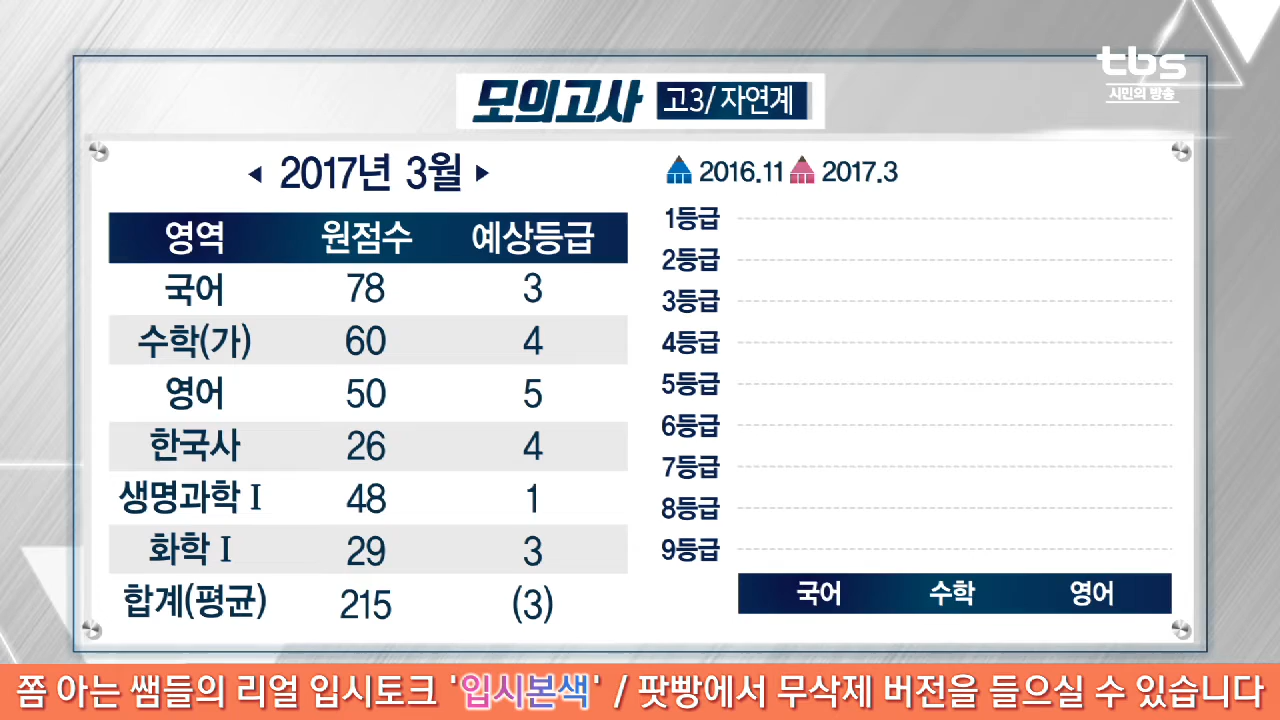 tbs
시민의 방송
모의고사 고3/자연계
2017년 3월
영역 원점수 예상등급
국어 78 3
수학(가) 60 4
영어 50 5
한국사 26 4
생명과학 I 48 1
화학 I 29 3
합계(평균) 215 (3)
2016.11 2017.3
1등급
2등급
3등급
4등급
5등급
6등급
7등급
8등급
9등급
국어 수학 영어
쫌 아는 쌤들의 리얼 입시토크 '입시본색' / 팟빵에서 무삭제 버전을 들으실 수 있습니다